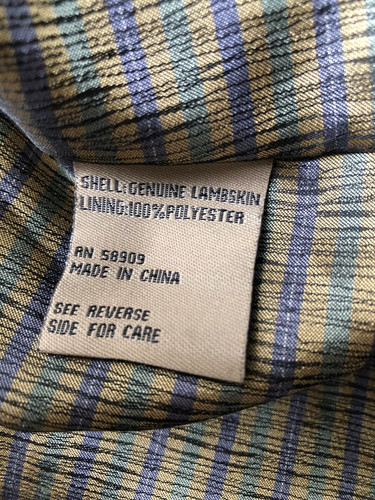 SHELL:GENUINE LAMBSKIN
LINING:100%POLYESTER
RN 58909
MADE IN CHINA
SEE REVERSE
SIDE FOR CARE